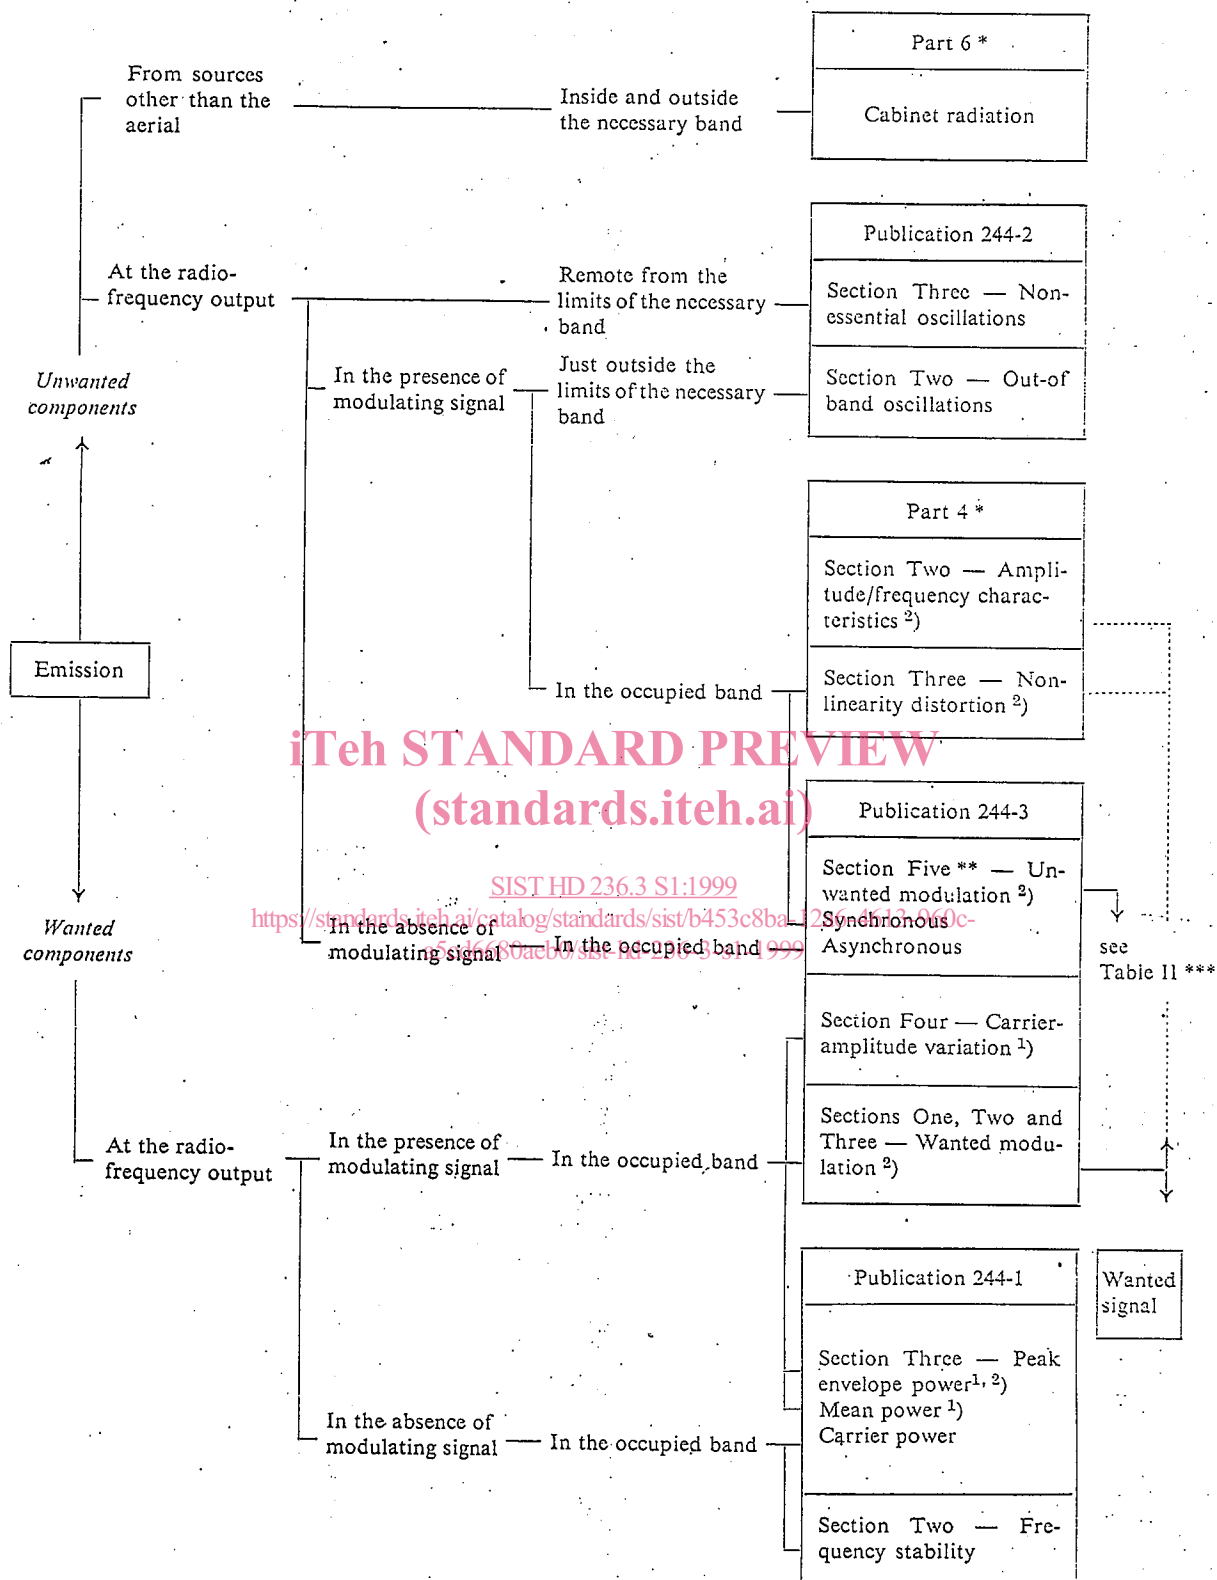 Part 6 *
From sources
other than the
aerial
Inside and outside
the necessary band
Cabinet radiation
Publication 244-2
At the radio-
frequency output
Remote from the
limits of the necessary
band
Section Three — Non-
essential oscillations
Unwanted
components
In the presence of
modulating signal
Just outside the
limits of the necessary
band
Section Two — Out-of
band oscillations
Part 4 *
Section Two — Ampli-
tude/frequency charac-
teristics 2)
Emission
In the occupied band
Section Three — Non-
linearity distortion 2)
iTeh STANDARD PREVIEW
(standards.iteh.ai)
Publication 244-3
Section Five ** — Un-
wanted modulation 2)
Synchronous
Asynchronous
SIST HD 236.3 S1:1999
Wanted
components
In the absence of
modulating signal
In the occupied band
see
Table II ***
Section Four — Carrier-
amplitude variation 1)
At the radio-
frequency output
In the presence of
modulating signal
In the occupied band
Sections One, Two and
Three — Wanted modu-
lation 2)
Publication 244-1
Wanted
signal
Section Three — Peak
envelope power1, 2)
Mean power 1)
Carrier power
In the absence of
modulating signal
In the occupied band
Section Two — Fre-
quency stability